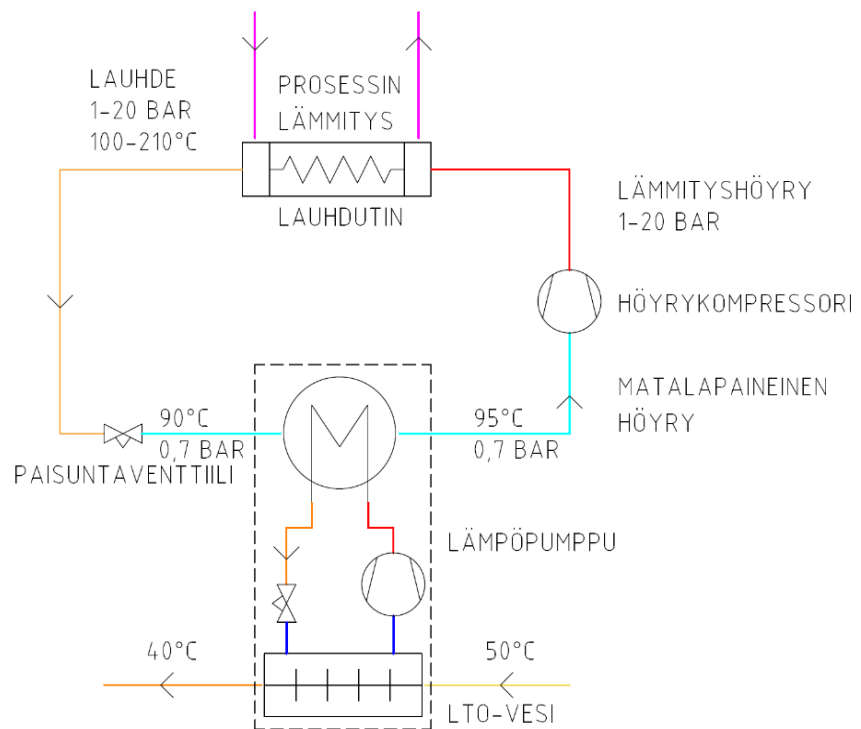 LAUHDE
1-20 BAR
100-210°C
PROSESSIN
LÄMMITYS
LAUHDUTIN
LÄMMITYSHÖYRY
1-20 BAR
HÖYRYKOMPRESSORI
MATALAPAINEINEN
HÖYRY
90°C
0,7 BAR
95°C
0,7 BAR
PAISUNTAVENTTIILI
LÄMPÖPUMPPU
40°C
50°C
LTO-VESI